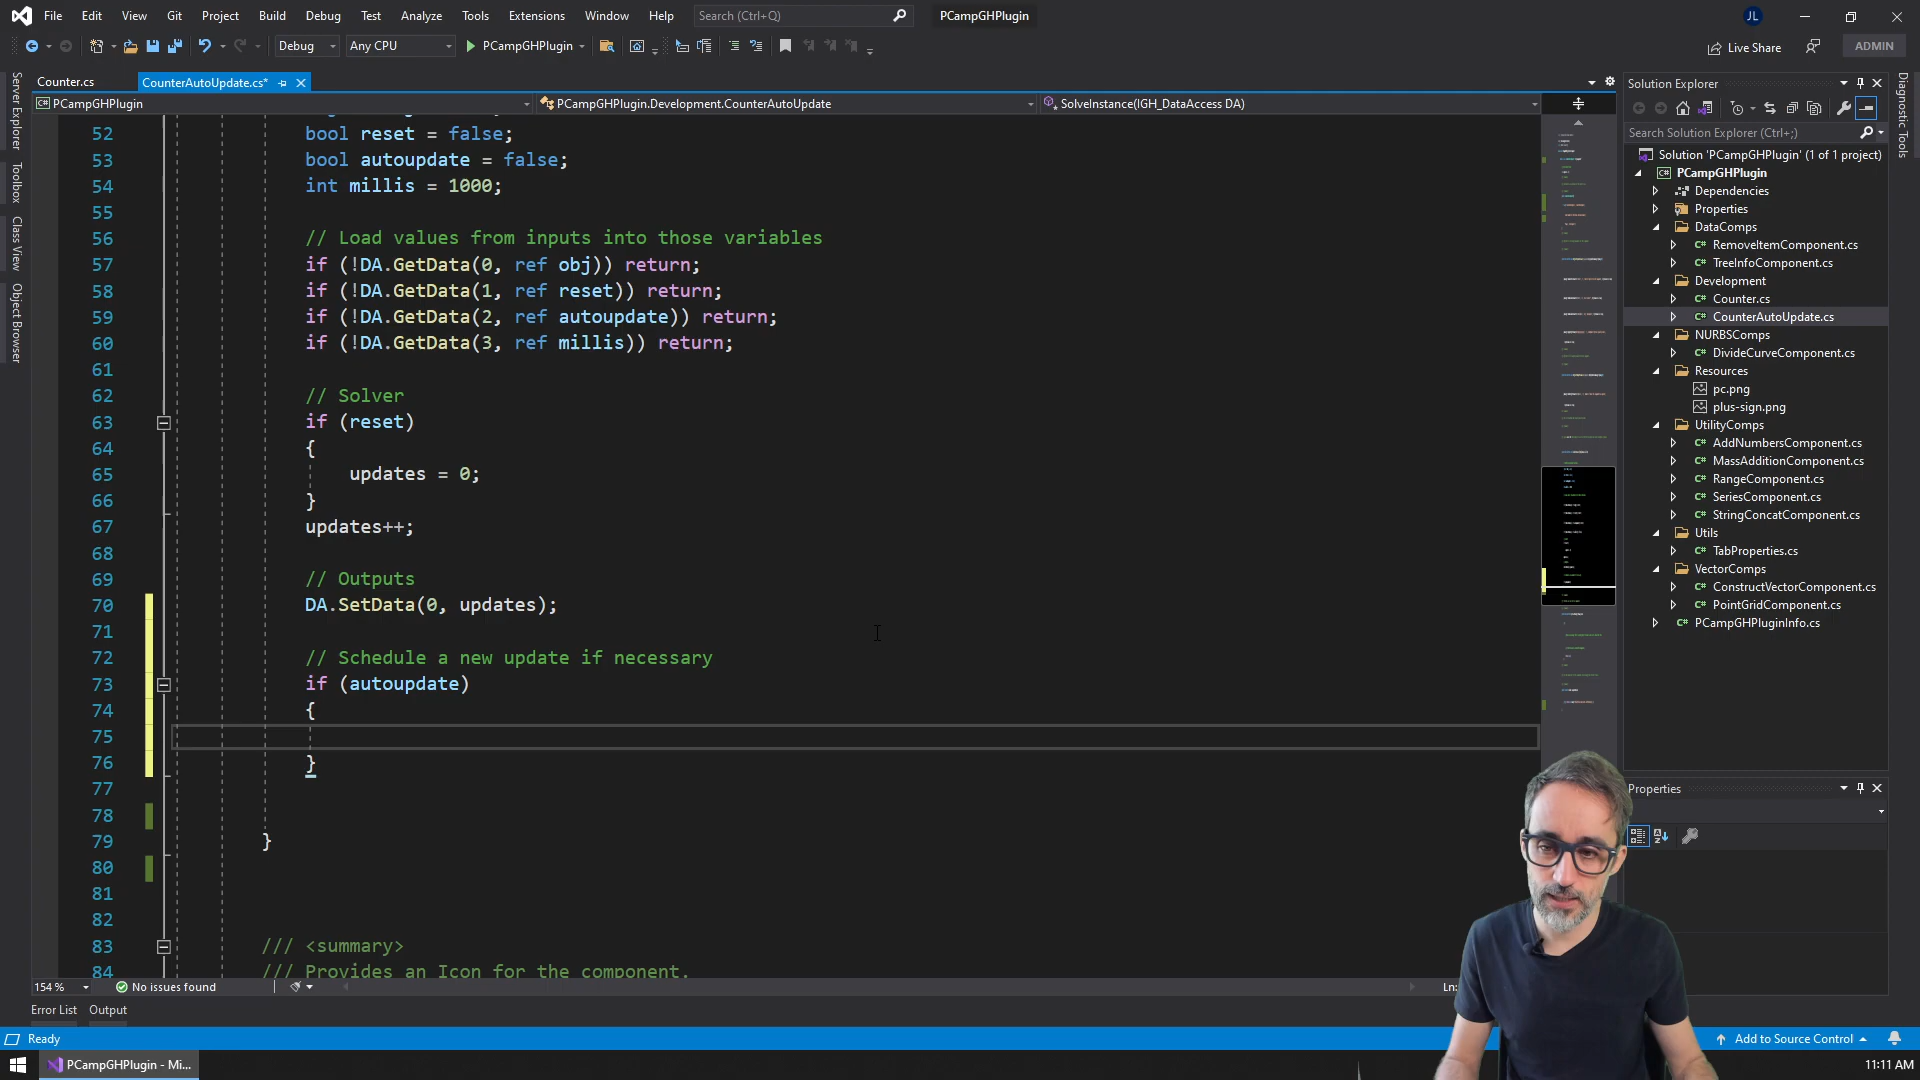 File Edit View Git Project Build Debug Test Analyze Tools Extensions Window Help Search (Ctrl+Q) PCampGHPlugin JL
Debug Any CPU PCampGHPlugin Live Share ADMIN
Counter.cs CounterAutoUpdate.cs*
PCampGHPlugin PCampGHPlugin.Development.CounterAutoUpdate SolveInstance(IGH_DataAccess DA)
Server Explorer
Toolbox
Class View
Object Browser
52 bool reset = false;
53 bool autoupdate = false;
54 int millis = 1000;
55
56 // Load values from inputs into those variables
57 if (!DA.GetData(0, ref obj)) return;
58 if (!DA.GetData(1, ref reset)) return;
59 if (!DA.GetData(2, ref autoupdate)) return;
60 if (!DA.GetData(3, ref millis)) return;
61
62 // Solver
63 if (reset)
64 {
65 updates = 0;
66 }
67 updates++;
68
69 // Outputs
70 DA.SetData(0, updates);
71
72 // Schedule a new update if necessary
73 if (autoupdate)
74 {
75
76 }
77
78
79 }
80
81
82
83 /// <summary>
84 /// Provides an Icon for the component.
154 % No issues found Ln:
Error List Output
Ready
Solution Explorer
Search Solution Explorer (Ctrl+;)
Solution 'PCampGHPlugin' (1 of 1 project)
C# PCampGHPlugin
Dependencies
Properties
DataComps
C# RemoveItemComponent.cs
C# TreeInfoComponent.cs
Development
C# Counter.cs
C# CounterAutoUpdate.cs
NURBSComps
C# DivideCurveComponent.cs
Resources
pc.png
plus-sign.png
UtilityComps
C# AddNumbersComponent.cs
C# MassAdditionComponent.cs
C# RangeComponent.cs
C# SeriesComponent.cs
C# StringConcatComponent.cs
Utils
C# TabProperties.cs
VectorComps
C# ConstructVectorComponent.cs
C# PointGridComponent.cs
C# PCampGHPluginInfo.cs
Properties
Diagnostic Tools
Add to Source Control
PCampGHPlugin - Mi...
11:11 AM